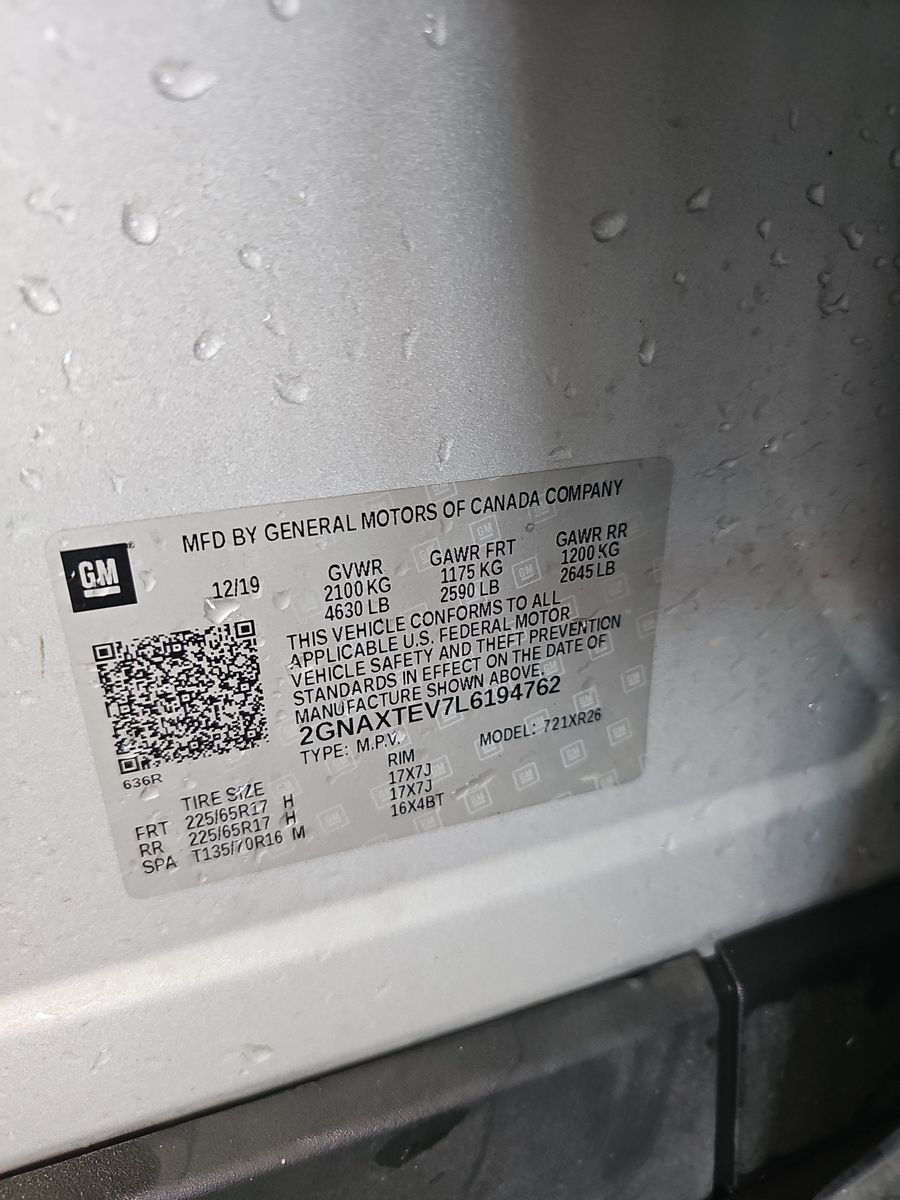 MFD BY GENERAL MOTORS OF CANADA COMPANY
GM
12/19
GVWR
2100 KG
4630 LB
GAWR FRT
1175 KG
2590 LB
GAWR RR
1200 KG
2645 LB
THIS VEHICLE CONFORMS TO ALL
APPLICABLE U.S. FEDERAL MOTOR
VEHICLE SAFETY AND THEFT PREVENTION
STANDARDS IN EFFECT ON THE DATE OF
MANUFACTURE SHOWN ABOVE.
2GNAXTEV7L6194762
TYPE: M.P.V. MODEL: 721XR26
636R
TIRE SIZE RIM
FRT 225/65R17 H 17X7J
RR 225/65R17 H 17X7J
SPA T135/70R16 M 16X4BT